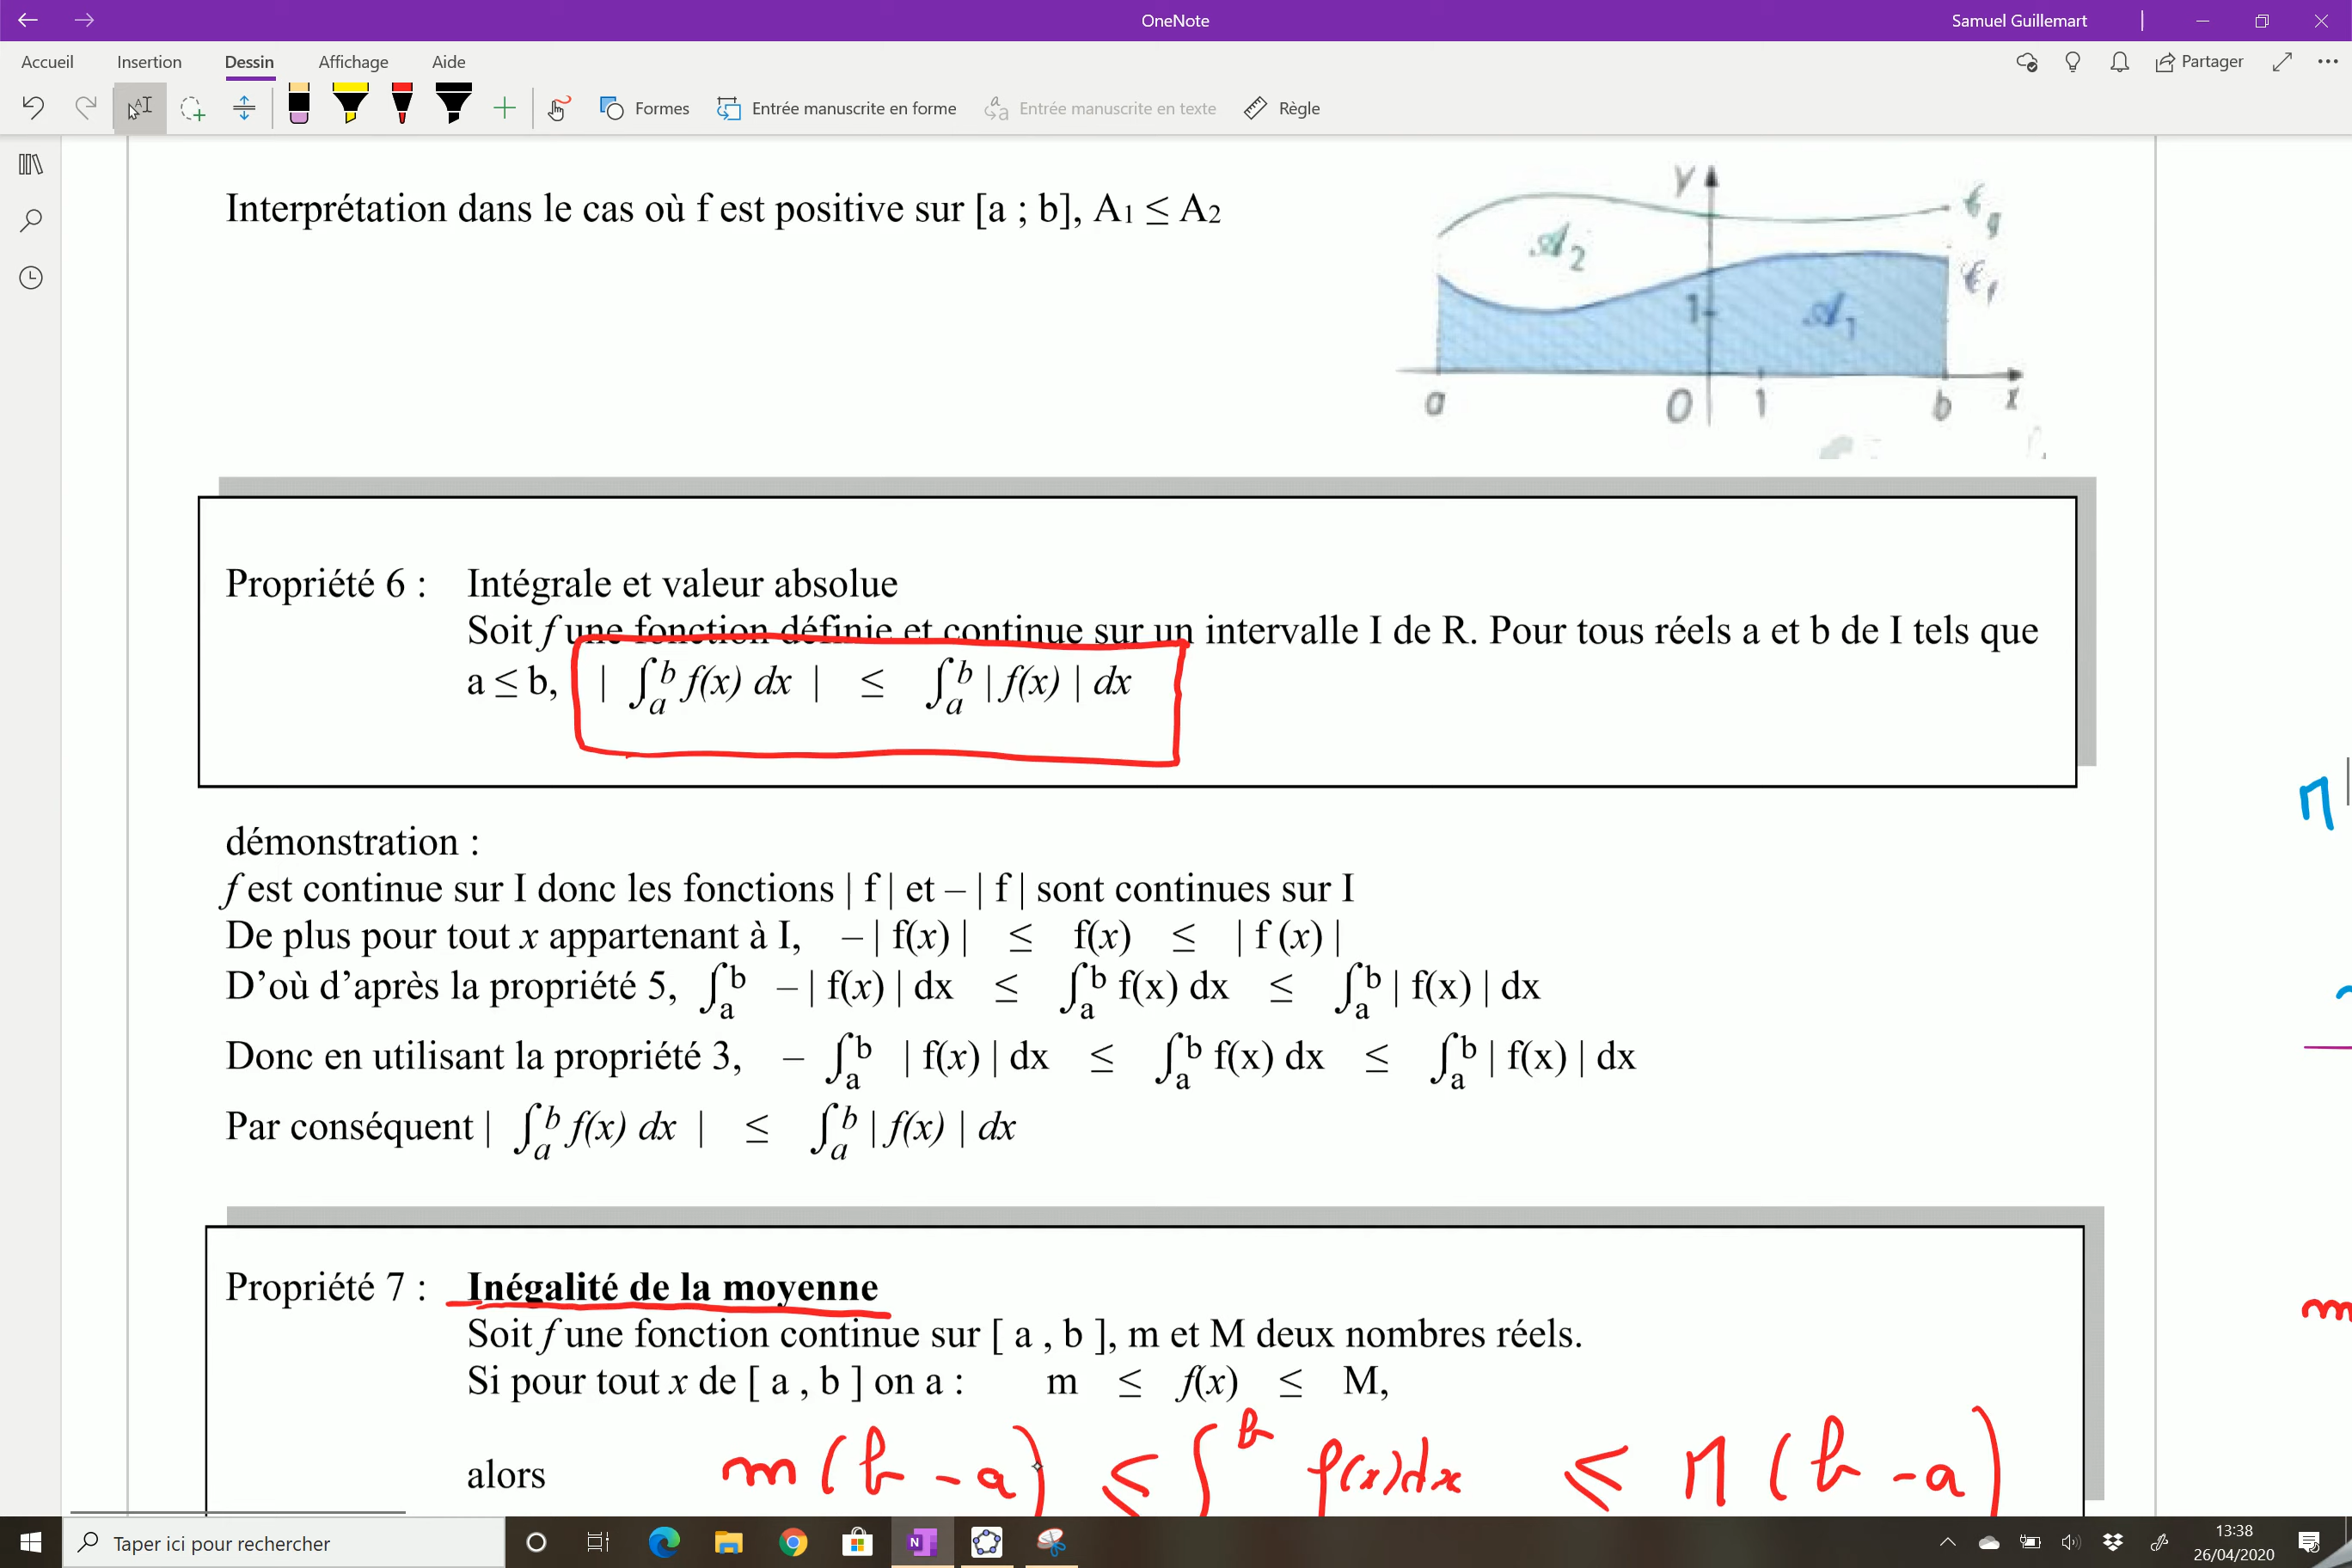 OneNote
Samuel Guillemart
Accueil Insertion Dessin Affichage Aide
Partager
Formes Entrée manuscrite en forme Entrée manuscrite en texte Règle
Interprétation dans le cas où f est positive sur [a ; b], A₁ ≤ A₂
y
𝒜₂
𝒞g
𝒞f
1
𝒜₁
a O 1 b x
Propriété 6 : Intégrale et valeur absolue
Soit f une fonction définie et continue sur un intervalle I de R. Pour tous réels a et b de I tels que
a ≤ b, | ∫ₐᵇ f(x) dx | ≤ ∫ₐᵇ | f(x) | dx
démonstration :
f est continue sur I donc les fonctions | f | et – | f | sont continues sur I
De plus pour tout x appartenant à I, – | f(x) | ≤ f(x) ≤ | f (x) |
D’où d’après la propriété 5, ∫ₐᵇ – | f(x) | dx ≤ ∫ₐᵇ f(x) dx ≤ ∫ₐᵇ | f(x) | dx
Donc en utilisant la propriété 3, – ∫ₐᵇ | f(x) | dx ≤ ∫ₐᵇ f(x) dx ≤ ∫ₐᵇ | f(x) | dx
Par conséquent | ∫ₐᵇ f(x) dx | ≤ ∫ₐᵇ | f(x) | dx
Propriété 7 : Inégalité de la moyenne
Soit f une fonction continue sur [ a , b ], m et M deux nombres réels.
Si pour tout x de [ a , b ] on a : m ≤ f(x) ≤ M,
alors m(b - a) ≤ ∫ᵇ f(x)dx ≤ M(b - a)
M
m
Taper ici pour rechercher
13:38
26/04/2020